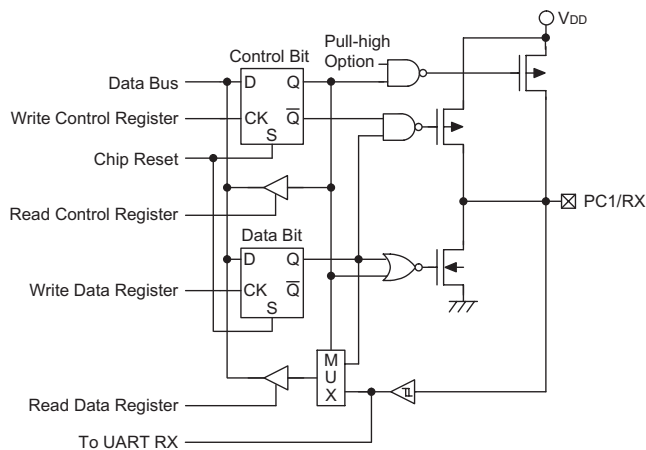 VDD
Pull-high
Option
Control Bit
Data Bus
D
Q
Write Control Register
CK
Q
S
Chip Reset
Read Control Register
PC1/RX
Data Bit
D
Q
Write Data Register
CK
Q
S
M
U
X
Read Data Register
To UART RX